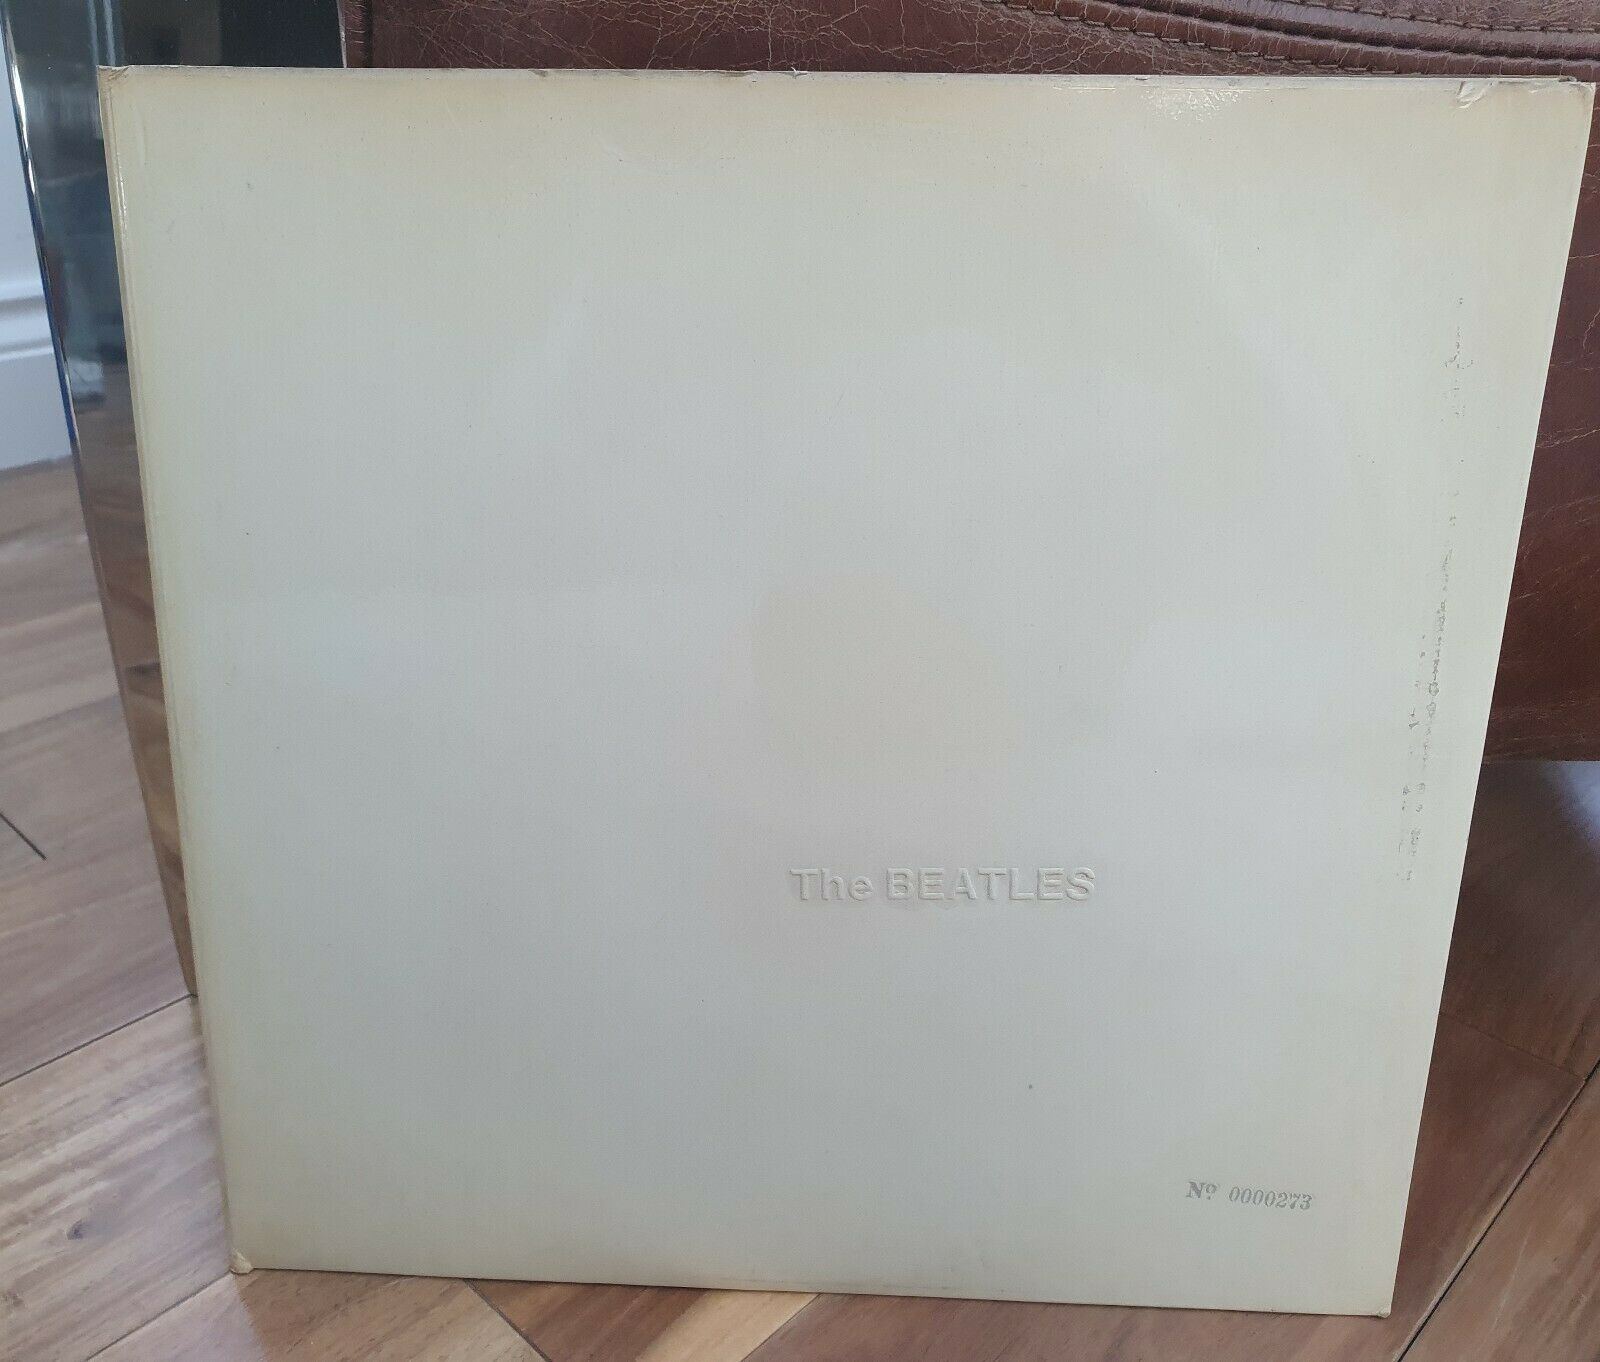 The BEATLES
Nº 0000273